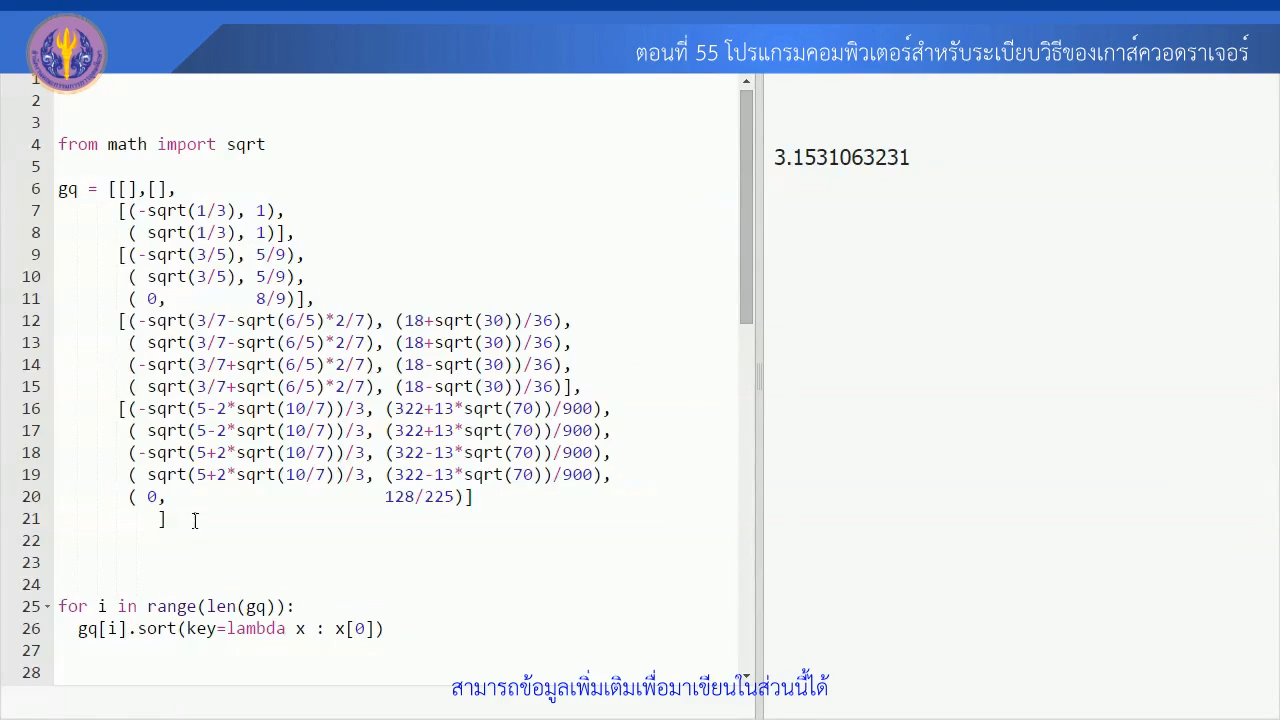 ตอนที่ 55 โปรแกรมคอมพิวเตอร์สำหรับระเบียบวิธีของเกาส์ควอดราเจอร์
1
2
3
4 from math import sqrt
5
6 gq = [[],[],
7 [(-sqrt(1/3), 1),
8 ( sqrt(1/3), 1)],
9 [(-sqrt(3/5), 5/9),
10 ( sqrt(3/5), 5/9),
11 ( 0, 8/9)],
12 [(-sqrt(3/7-sqrt(6/5)*2/7), (18+sqrt(30))/36),
13 ( sqrt(3/7-sqrt(6/5)*2/7), (18+sqrt(30))/36),
14 (-sqrt(3/7+sqrt(6/5)*2/7), (18-sqrt(30))/36),
15 ( sqrt(3/7+sqrt(6/5)*2/7), (18-sqrt(30))/36)],
16 [(-sqrt(5-2*sqrt(10/7))/3, (322+13*sqrt(70))/900),
17 ( sqrt(5-2*sqrt(10/7))/3, (322+13*sqrt(70))/900),
18 (-sqrt(5+2*sqrt(10/7))/3, (322-13*sqrt(70))/900),
19 ( sqrt(5+2*sqrt(10/7))/3, (322-13*sqrt(70))/900),
20 ( 0, 128/225)]
21 ]
22
23
24
25 for i in range(len(gq)):
26 gq[i].sort(key=lambda x : x[0])
27
28
3.1531063231
สามารถข้อมูลเพิ่มเติมเพื่อมาเขียนในส่วนนี้ได้